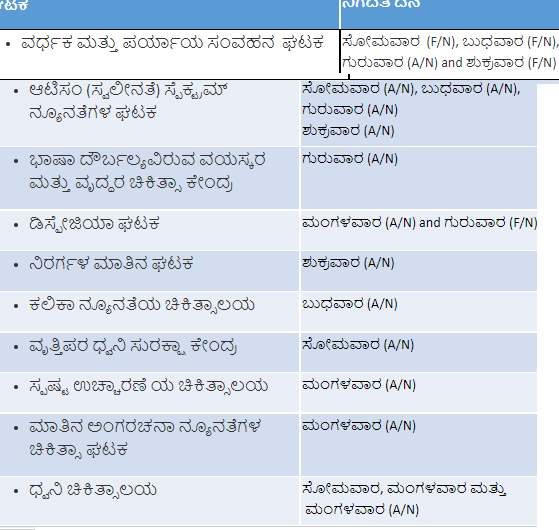 ಘಟಕ
ನಿಗದಿತ ದಿನ
• ವರ್ಧಕ ಮತ್ತು ಪರ್ಯಾಯ ಸಂವಹನ ಘಟಕ
ಸೋಮವಾರ (F/N), ಬುಧವಾರ (F/N),
ಗುರುವಾರ (A/N) and ಶುಕ್ರವಾರ (F/N)
• ಆಟಿಸಂ (ಸ್ವಲೀನತೆ) ಸ್ಪೆಕ್ಟ್ರಮ್
ನ್ಯೂನತೆಗಳ ಘಟಕ
ಸೋಮವಾರ (A/N), ಬುಧವಾರ (A/N),
ಗುರುವಾರ (A/N)
ಶುಕ್ರವಾರ (A/N)
• ಭಾಷಾ ದೌರ್ಬಲ್ಯವಿರುವ ವಯಸ್ಕರ
ಮತ್ತು ವೃದ್ಧರ ಚಿಕಿತ್ಸಾ ಕೇಂದ್ರ
ಗುರುವಾರ (A/N)
• ಡಿಸ್ಫೇಜಿಯಾ ಘಟಕ
ಮಂಗಳವಾರ (A/N) and ಗುರುವಾರ (F/N)
• ನಿರರ್ಗಳ ಮಾತಿನ ಘಟಕ
ಶುಕ್ರವಾರ (A/N)
• ಕಲಿಕಾ ನ್ಯೂನತೆಯ ಚಿಕಿತ್ಸಾಲಯ
ಬುಧವಾರ (A/N)
• ವೃತ್ತಿಪರ ಧ್ವನಿ ಸುರಕ್ಷಾ ಕೇಂದ್ರ
ಸೋಮವಾರ (A/N)
• ಸ್ಪಷ್ಟ ಉಚ್ಚಾರಣೆ ಯ ಚಿಕಿತ್ಸಾಲಯ
ಮಂಗಳವಾರ (A/N)
• ಮಾತಿನ ಅಂಗರಚನಾ ನ್ಯೂನತೆಗಳ
ಚಿಕಿತ್ಸಾ ಘಟಕ
ಮಂಗಳವಾರ (A/N)
• ಧ್ವನಿ ಚಿಕಿತ್ಸಾಲಯ
ಸೋಮವಾರ, ಮಂಗಳವಾರ ಮತ್ತು
ಮಂಗಳವಾರ (A/N)